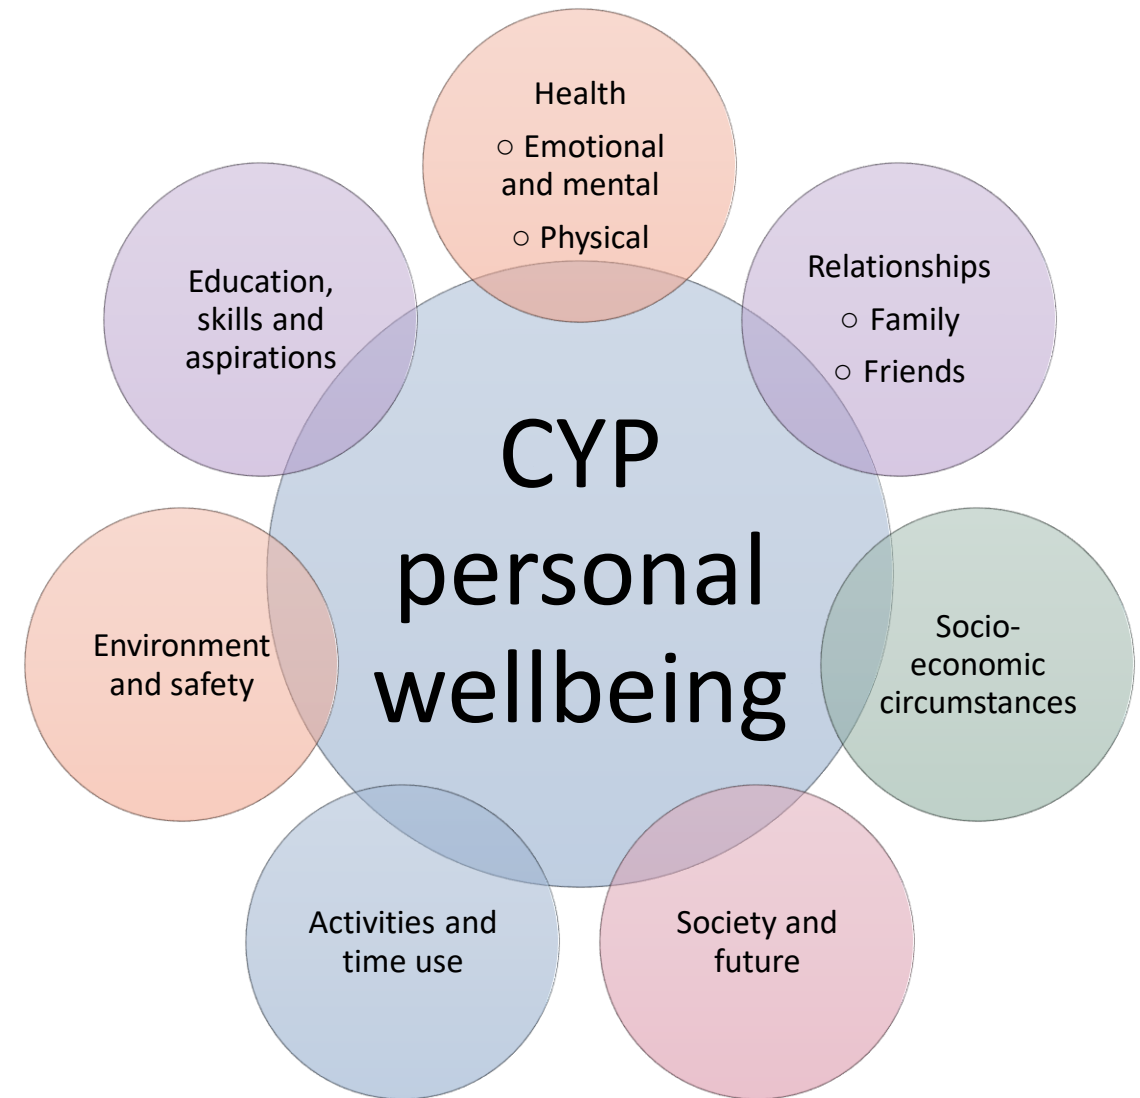 Health
○ Emotional
and mental
○ Physical
Relationships
○ Family
○ Friends
Socio-
economic
circumstances
Society and
future
Activities and
time use
Environment
and safety
Education,
skills and
aspirations
CYP
personal
wellbeing